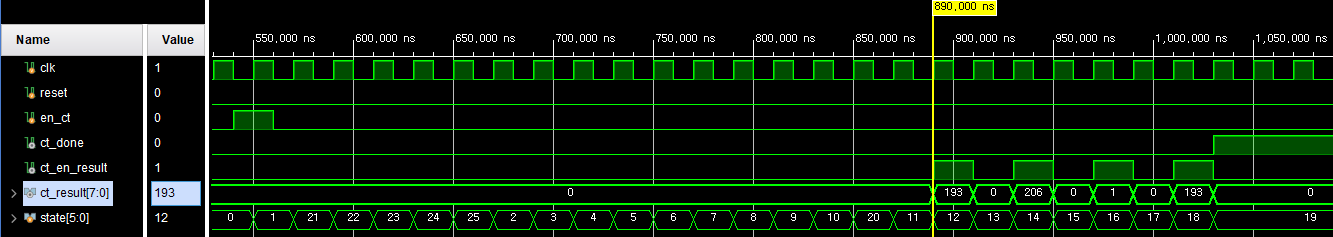 890,000 ns
Name Value
550,000 ns 600,000 ns 650,000 ns 700,000 ns 750,000 ns 800,000 ns 850,000 ns 900,000 ns 950,000 ns 1,000,000 ns 1,050,000 ns
clk 1
reset 0
en_ct 0
ct_done 0
ct_en_result 1
ct_result[7:0] 193 0 193 0 206 0 1 0 193 0
state[5:0] 12 0 1 21 22 23 24 25 2 3 4 5 6 7 8 9 10 20 11 12 13 14 15 16 17 18 19